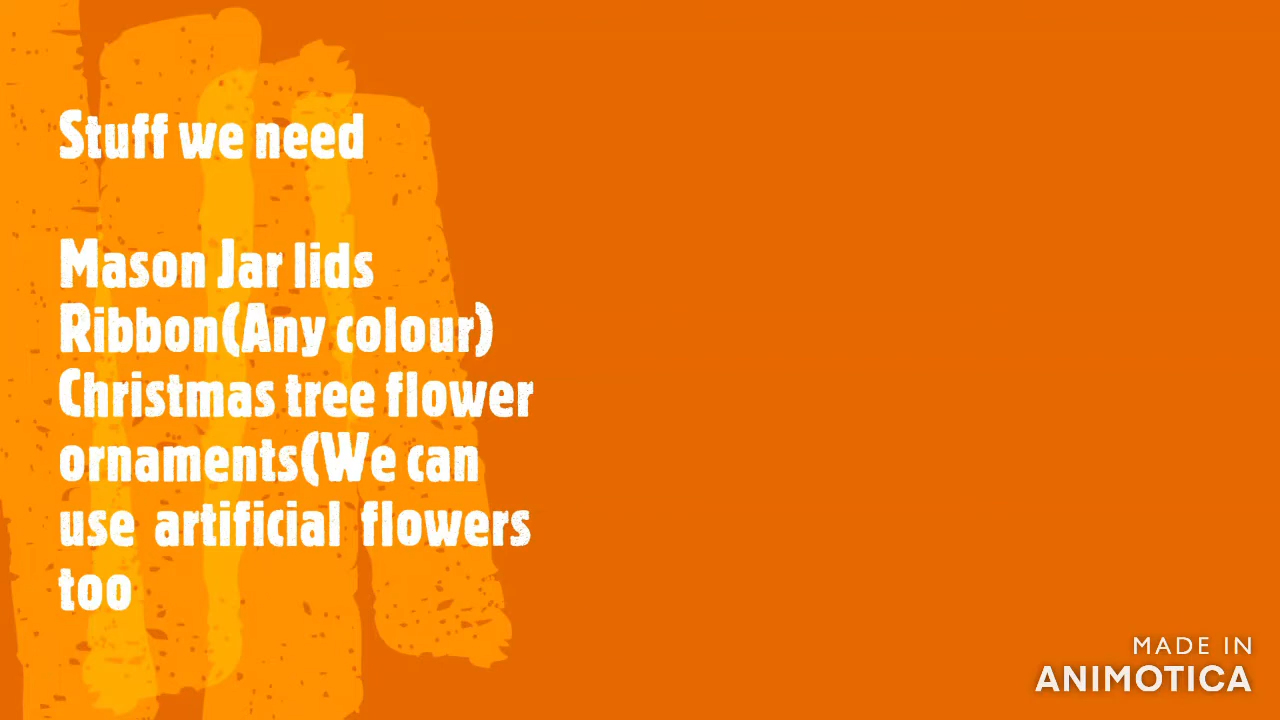 Stuff we need
Mason Jar lids
Ribbon(Any colour)
Christmas tree flower
ornaments(We can
use artificial flowers
too
MADE IN
ANIMOTICA